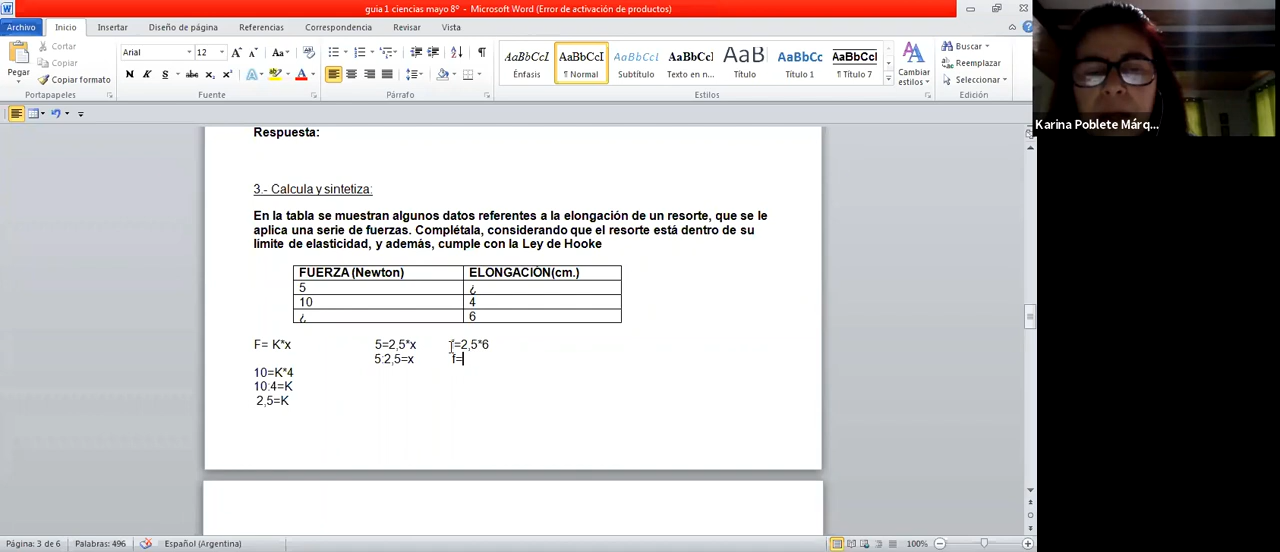 guia 1 ciencias mayo 8º - Microsoft Word (Error de activación de productos)
Archivo Inicio Insertar Diseño de página Referencias Correspondencia Revisar Vista
Pegar
Cortar
Copiar
Copiar formato
Portapapeles
Arial 12
Fuente
Párrafo
AaBbCcI AaBbCcI AaBbCcI AaBbCcI AaB AaBbCc AaBbCcI
Énfasis ¶ Normal Subtítulo Texto en n... Título Título 1 ¶ Título 7
Estilos
Cambiar estilos
Buscar
Reemplazar
Seleccionar
Edición
Karina Poblete Márq...
Respuesta:
3.- Calcula y sintetiza:
En la tabla se muestran algunos datos referentes a la elongación de un resorte, que se le
aplica una serie de fuerzas. Complétala, considerando que el resorte está dentro de su
límite de elasticidad, y además, cumple con la Ley de Hooke
FUERZA (Newton) ELONGACIÓN(cm.)
5 ¿
10 4
¿ 6
F= K*x 5=2,5*x f=2,5*6
5:2,5=x f=
10=K*4
10:4=K
2,5=K
Página: 3 de 6 Palabras: 496 Español (Argentina) 100%